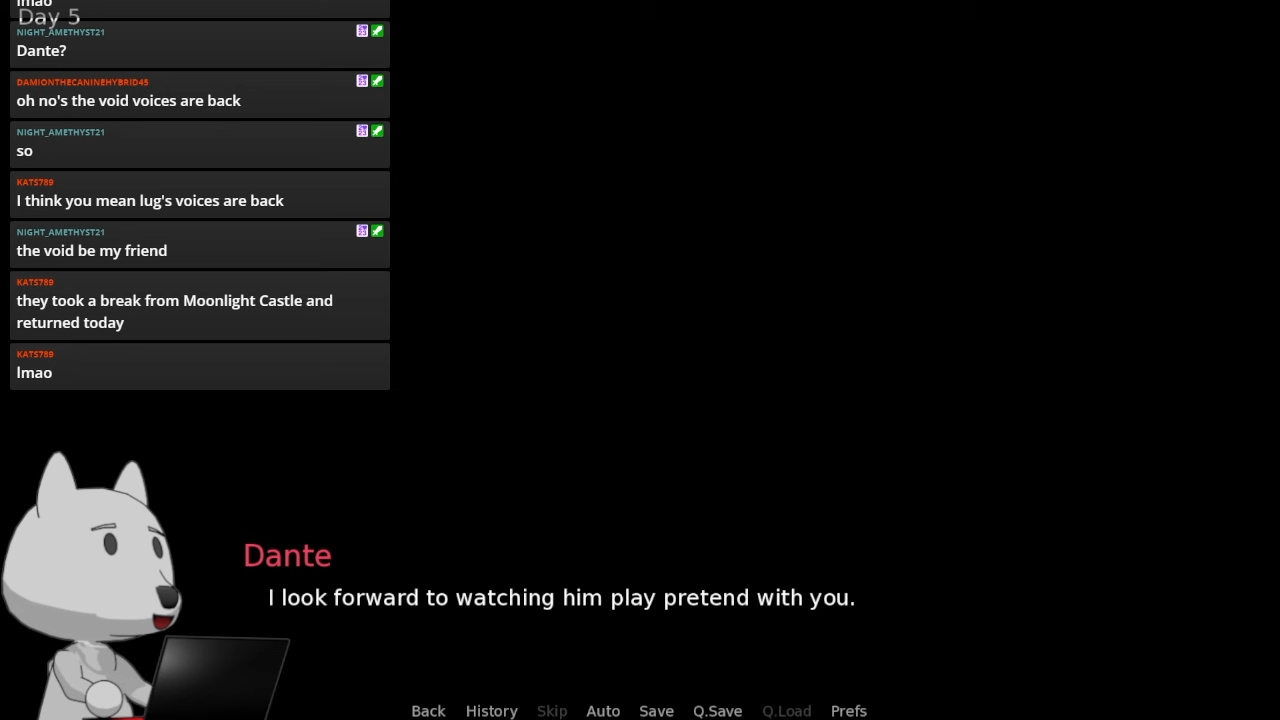 lmao
Day 5
NIGHT_AMETHYST21
Dante?
DAMIONTHECANINEHYBRID45
oh no's the void voices are back
NIGHT_AMETHYST21
so
KATS789
I think you mean lug's voices are back
NIGHT_AMETHYST21
the void be my friend
KATS789
they took a break from Moonlight Castle and
returned today
KATS789
lmao
Dante
I look forward to watching him play pretend with you.
Back History Skip Auto Save Q.Save Q.Load Prefs